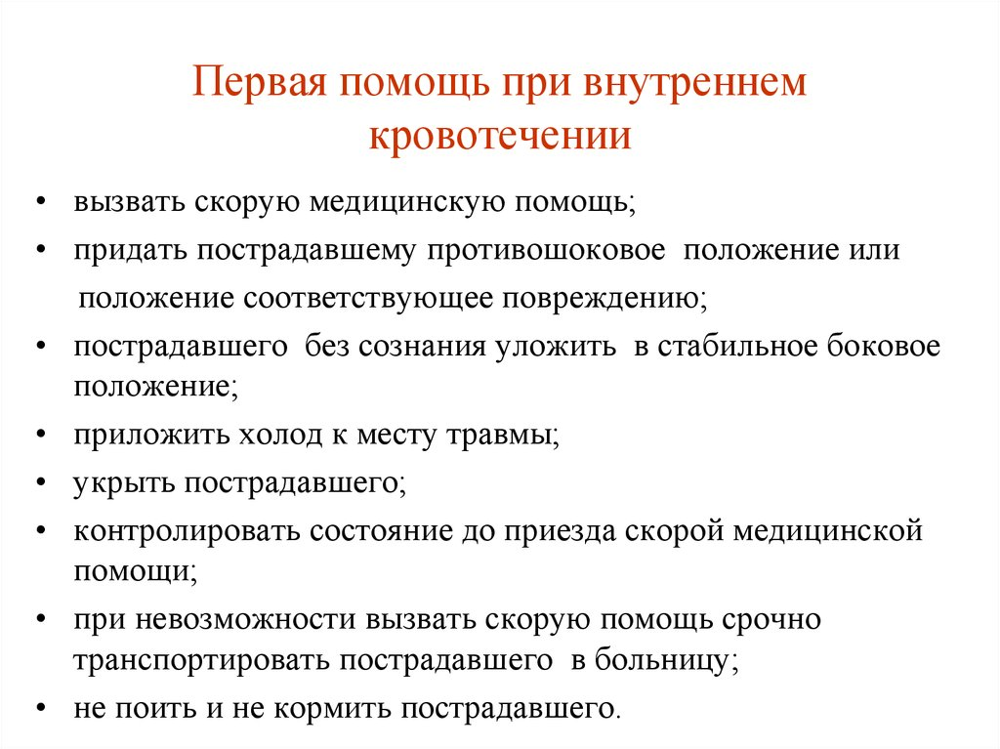 Первая помощь при внутреннем
кровотечении
• вызвать скорую медицинскую помощь;
• придать пострадавшему противошоковое положение или
положение соответствующее повреждению;
• пострадавшего без сознания уложить в стабильное боковое
положение;
• приложить холод к месту травмы;
• укрыть пострадавшего;
• контролировать состояние до приезда скорой медицинской
помощи;
• при невозможности вызвать скорую помощь срочно
транспортировать пострадавшего в больницу;
• не поить и не кормить пострадавшего.